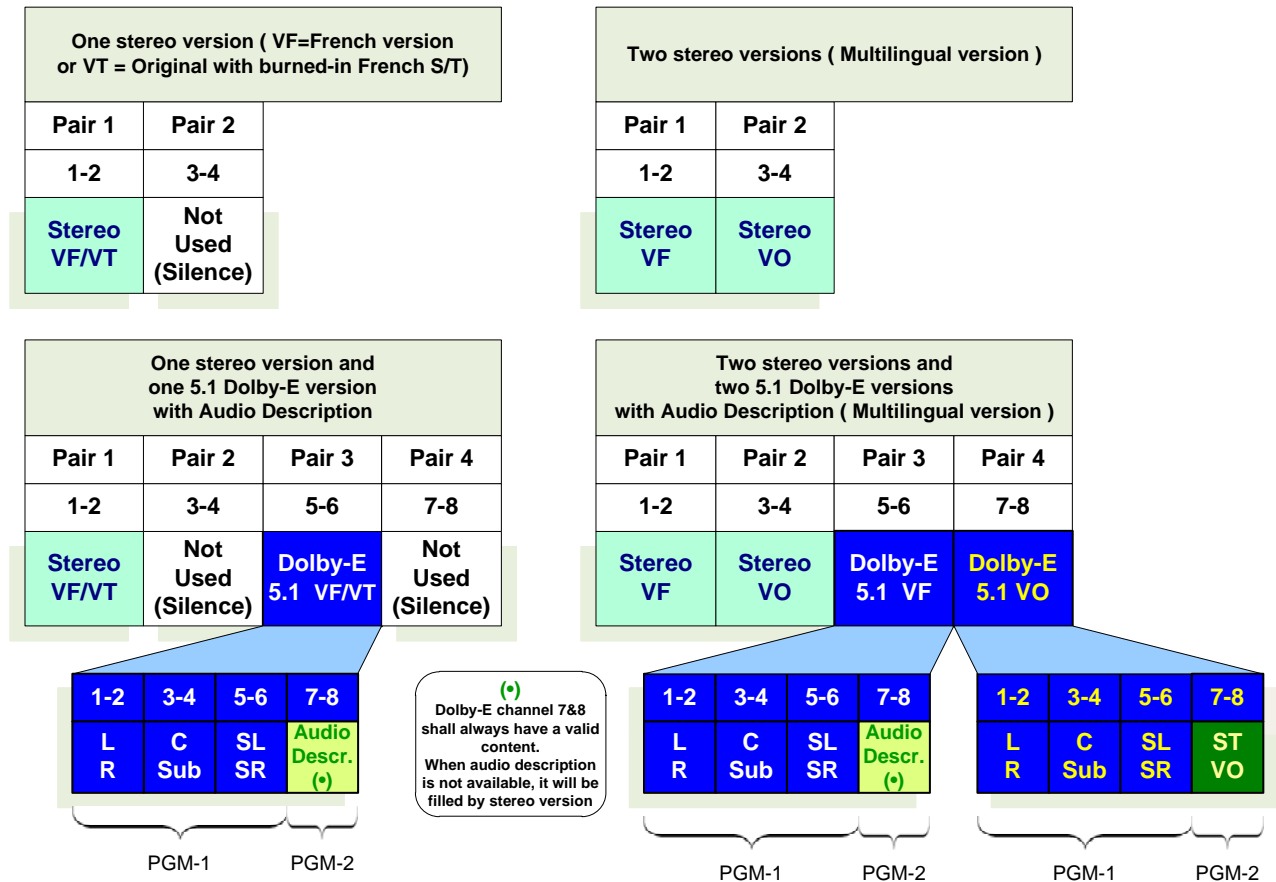 One stereo version ( VF=French version
or VT = Original with burned-in French S/T)
Pair 1 Pair 2
1-2 3-4
Stereo
VF/VT
Not
Used
(Silence)
Two stereo versions ( Multilingual version )
Pair 1 Pair 2
1-2 3-4
Stereo
VF
Stereo
VO
One stereo version and
one 5.1 Dolby-E version
with Audio Description
Pair 1 Pair 2 Pair 3 Pair 4
1-2 3-4 5-6 7-8
Stereo
VF/VT
Not
Used
(Silence)
Dolby-E
5.1 VF/VT
Not
Used
(Silence)
1-2 3-4 5-6 7-8
L
R
C
Sub
SL
SR
Audio
Descr.
(•)
PGM-1 PGM-2
(•)
Dolby-E channel 7&8
shall always have a valid
content.
When audio description
is not available, it will be
filled by stereo version
Two stereo versions and
two 5.1 Dolby-E versions
with Audio Description ( Multilingual version )
Pair 1 Pair 2 Pair 3 Pair 4
1-2 3-4 5-6 7-8
Stereo
VF
Stereo
VO
Dolby-E
5.1 VF
Dolby-E
5.1 VO
1-2 3-4 5-6 7-8
L
R
C
Sub
SL
SR
Audio
Descr.
(•)
PGM-1 PGM-2
1-2 3-4 5-6 7-8
L
R
C
Sub
SL
SR
ST
VO
PGM-1 PGM-2